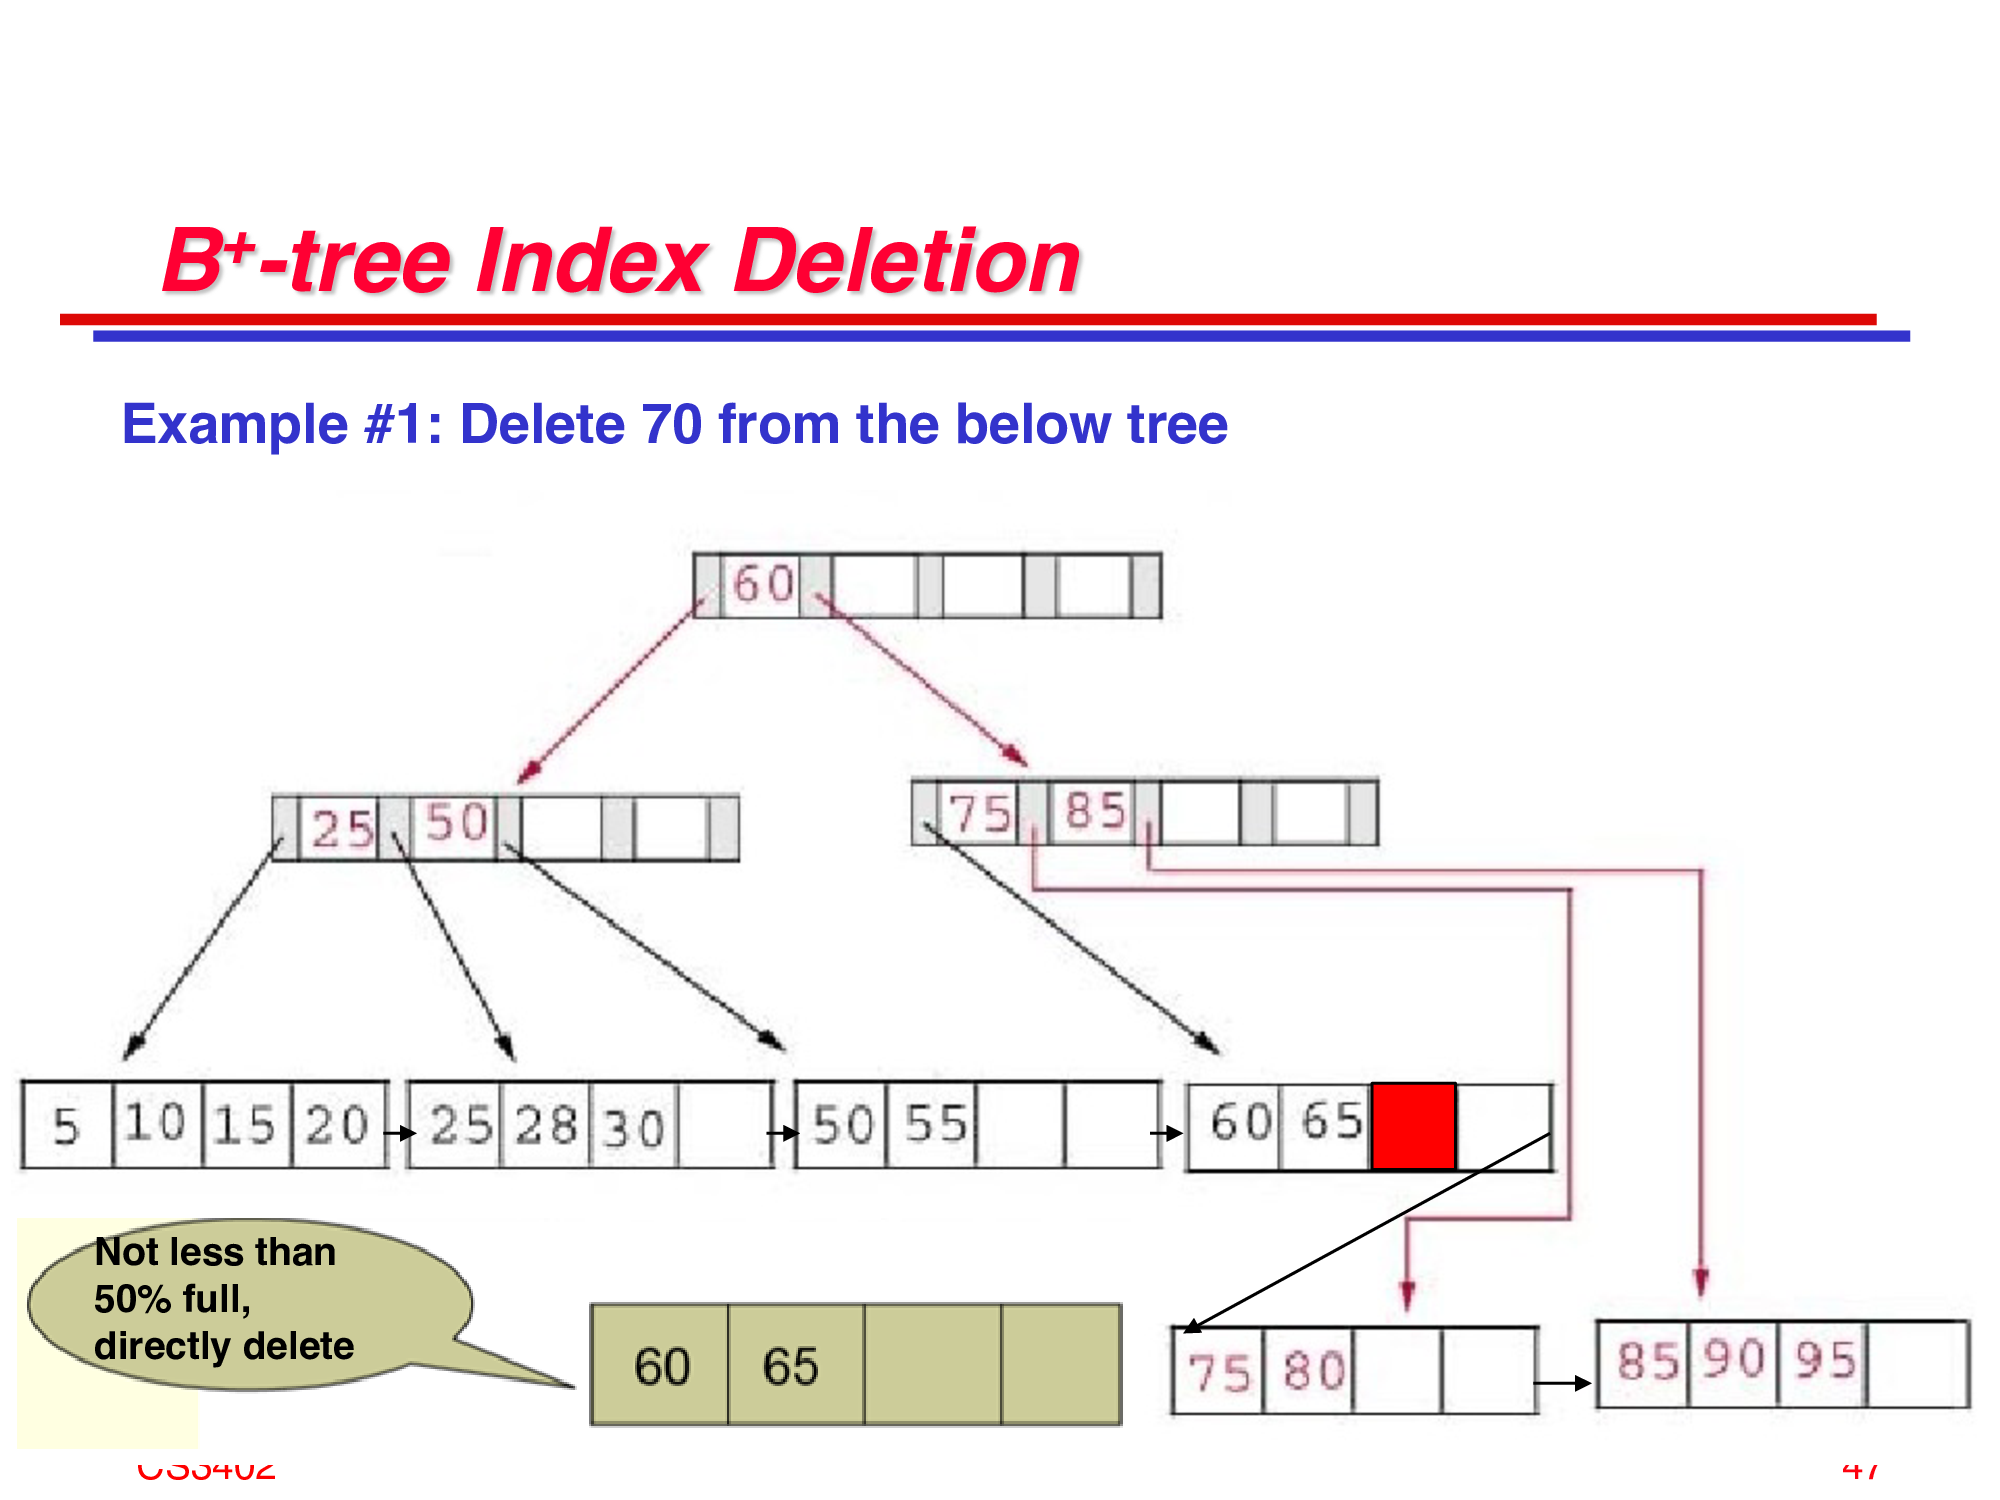 B+-tree Index Deletion
Example #1: Delete 70 from the below tree
60
25 50
75 85
5 10 15 20
25 28 30
50 55
60 65
Not less than
50% full,
directly delete
60 65
75 80
85 90 95
CS3402
47